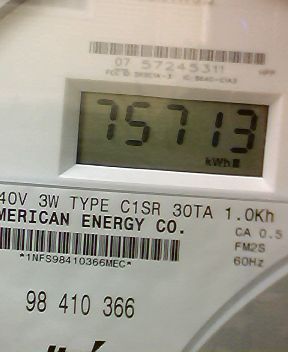 07 57245311
75713
kWh
40V 3W TYPE C1SR 30TA 1.0Kh
MERICAN ENERGY CO.
CA 0.5
FM2S
60Hz
*1NFS98410366MEC*
98 410 366